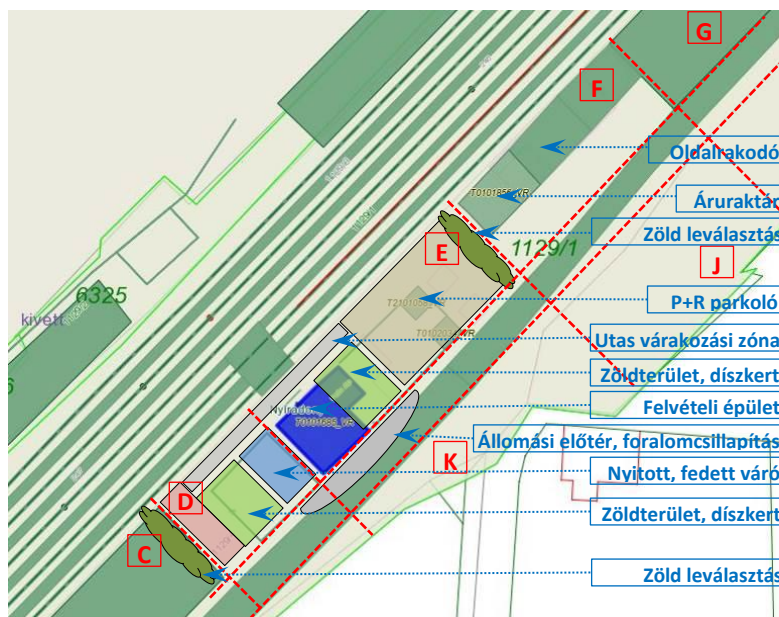 G
F
Oldalrakodó
Áruraktár
Zöld leválasztás
E
1129/1
J
6325
kivett
P+R parkoló
Utas várakozási zóna
Zöldterület, díszkert
Felvételi épület
Állomási előtér, foralomcsillapítás
K
Nyitott, fedett váró
D
Zöldterület, díszkert
C
Zöld leválasztás